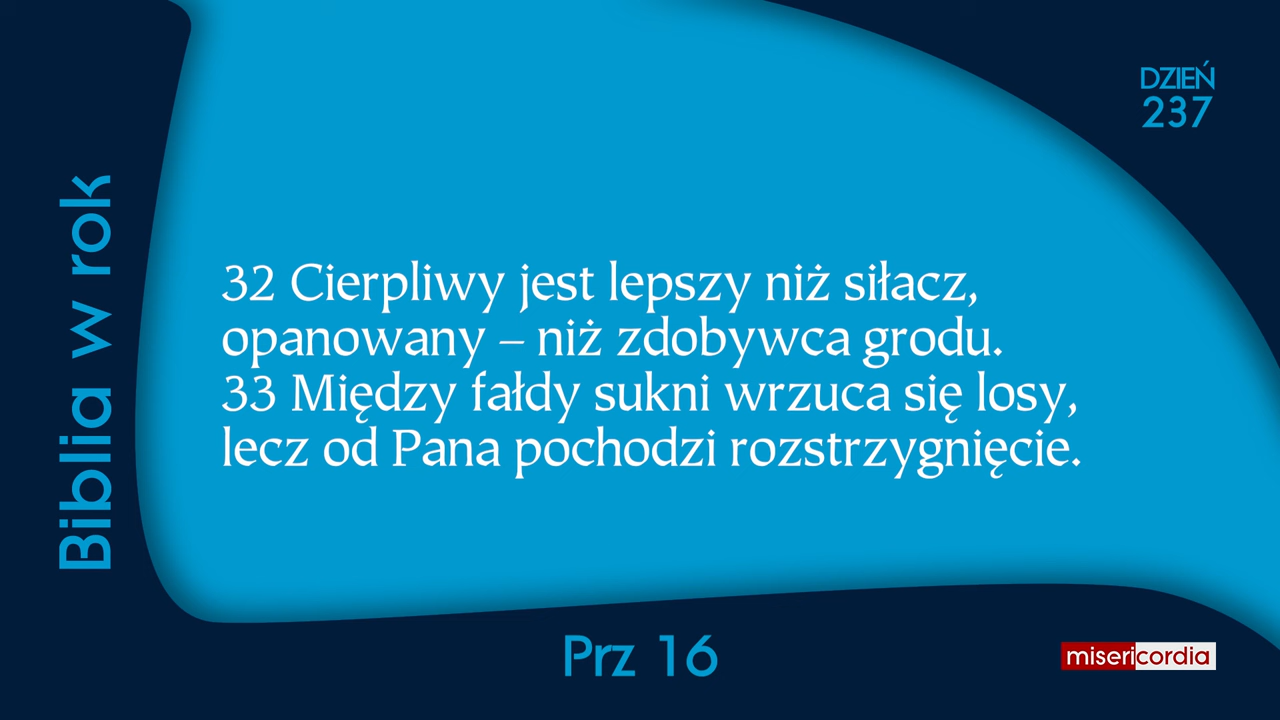 DZIEŃ
237
Biblia w rok
32 Cierpliwy jest lepszy niż siłacz,
opanowany – niż zdobywca grodu.
33 Między fałdy sukni wrzuca się losy,
lecz od Pana pochodzi rozstrzygnięcie.
Prz 16
misericordia